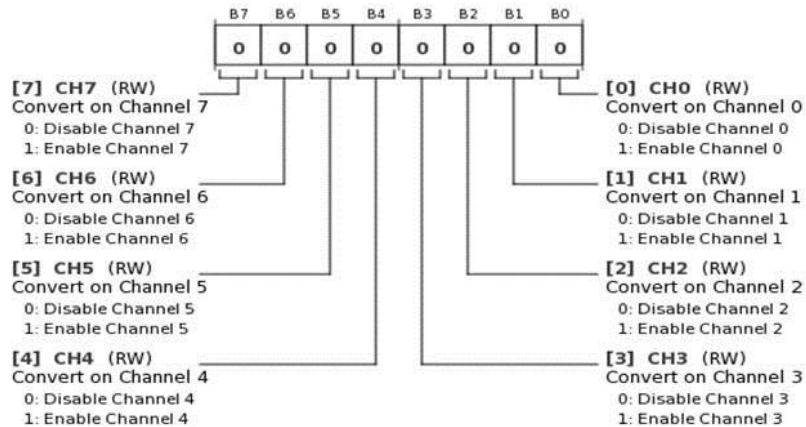 B7 B6 B5 B4 B3 B2 B1 B0
0 0 0 0 0 0 0 0
[7] CH7 (RW)
Convert on Channel 7
0: Disable Channel 7
1: Enable Channel 7
[6] CH6 (RW)
Convert on Channel 6
0: Disable Channel 6
1: Enable Channel 6
[5] CH5 (RW)
Convert on Channel 5
0: Disable Channel 5
1: Enable Channel 5
[4] CH4 (RW)
Convert on Channel 4
0: Disable Channel 4
1: Enable Channel 4
[0] CH0 (RW)
Convert on Channel 0
0: Disable Channel 0
1: Enable Channel 0
[1] CH1 (RW)
Convert on Channel 1
0: Disable Channel 1
1: Enable Channel 1
[2] CH2 (RW)
Convert on Channel 2
0: Disable Channel 2
1: Enable Channel 2
[3] CH3 (RW)
Convert on Channel 3
0: Disable Channel 3
1: Enable Channel 3